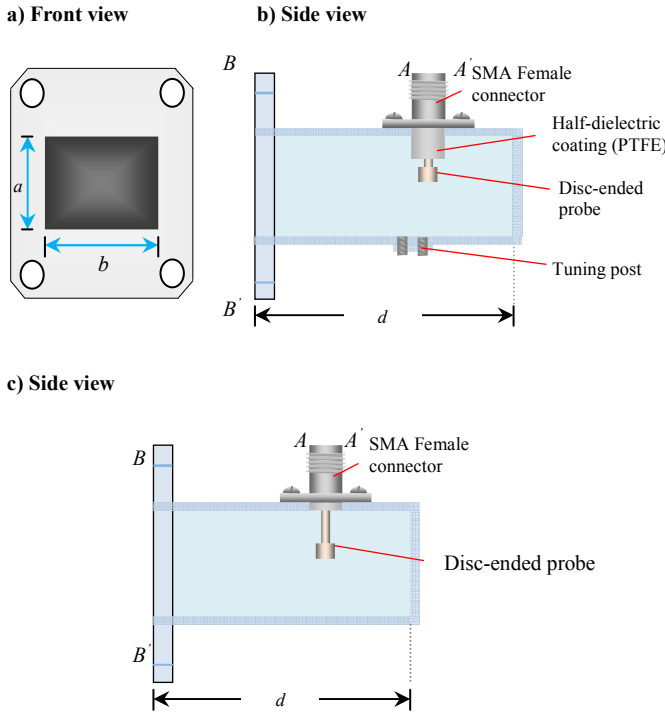 a) Front view
b) Side view
B
A
A'
SMA Female
connector
Half-dielectric
coating (PTFE)
Disc-ended
probe
a
b
Tuning post
B'
d
c) Side view
B
A
A'
SMA Female
connector
Disc-ended probe
B'
d